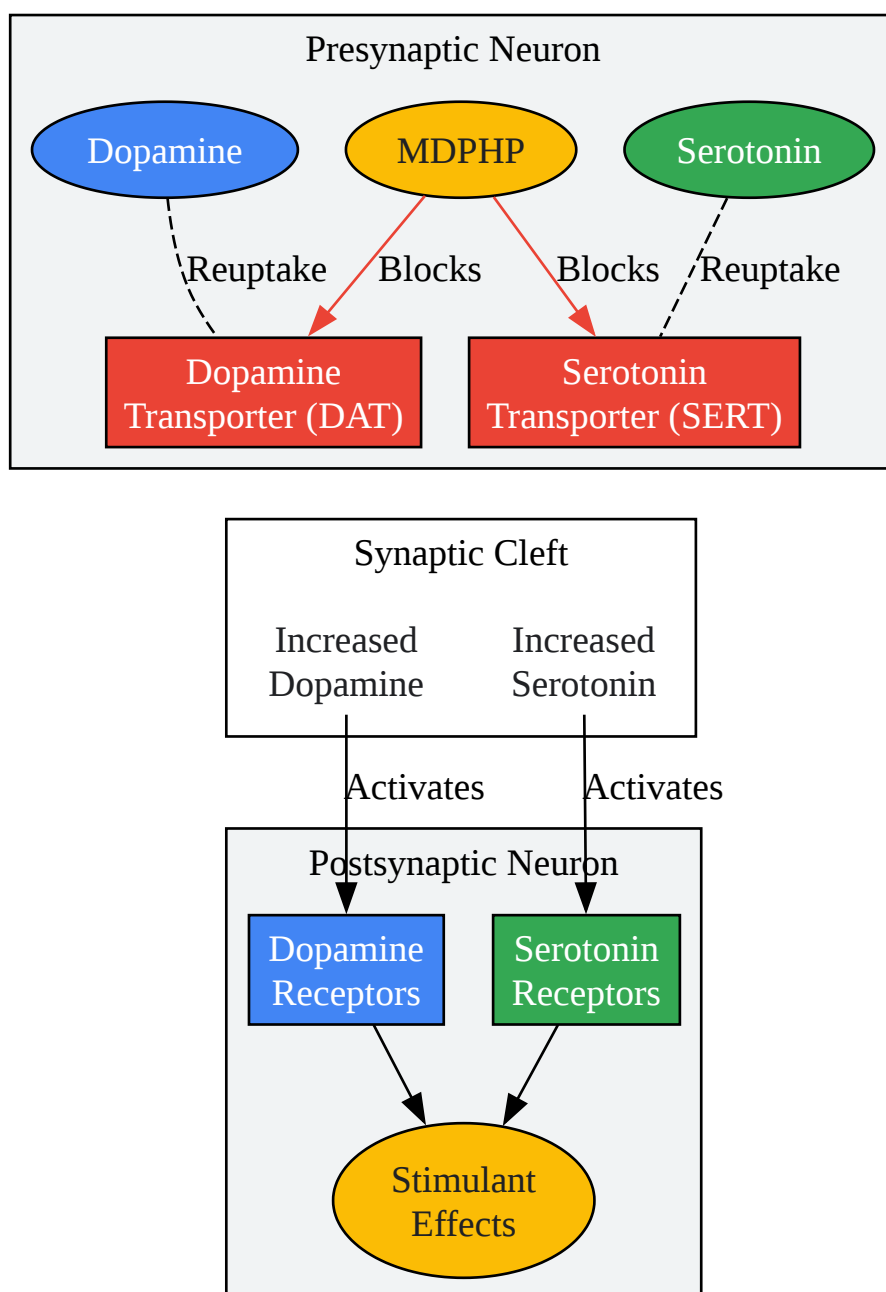 Presynaptic Neuron
Dopamine
MDPHP
Serotonin
Reuptake
Blocks
Blocks
Reuptake
Dopamine
Transporter (DAT)
Serotonin
Transporter (SERT)
Synaptic Cleft
Increased
Dopamine
Increased
Serotonin
Activates
Activates
Postsynaptic Neuron
Dopamine
Receptors
Serotonin
Receptors
Stimulant
Effects